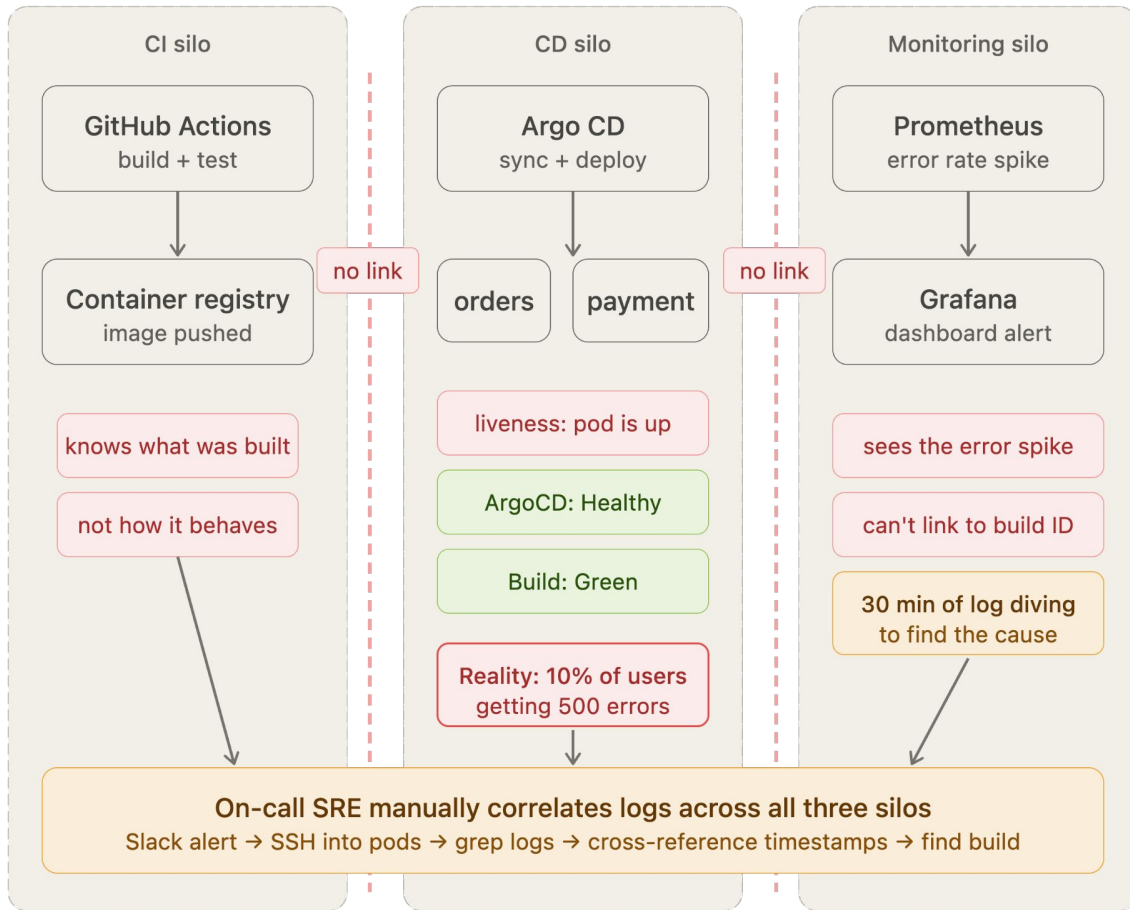 CI silo
GitHub Actions
build + test
Container registry
image pushed
knows what was built
not how it behaves
no link
CD silo
Argo CD
sync + deploy
orders
payment
liveness: pod is up
ArgoCD: Healthy
Build: Green
Reality: 10% of users
getting 500 errors
no link
Monitoring silo
Prometheus
error rate spike
Grafana
dashboard alert
sees the error spike
can't link to build ID
30 min of log diving
to find the cause
On-call SRE manually correlates logs across all three silos
Slack alert → SSH into pods → grep logs → cross-reference timestamps → find build